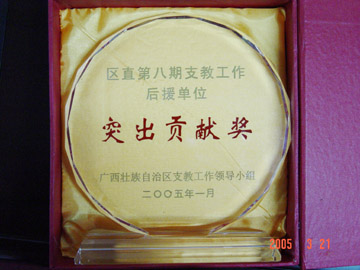 区直第八期支教工作
后援单位
突出贡献奖
广西壮族自治区支教工作领导小组
二〇〇五年一月
2005 3 21